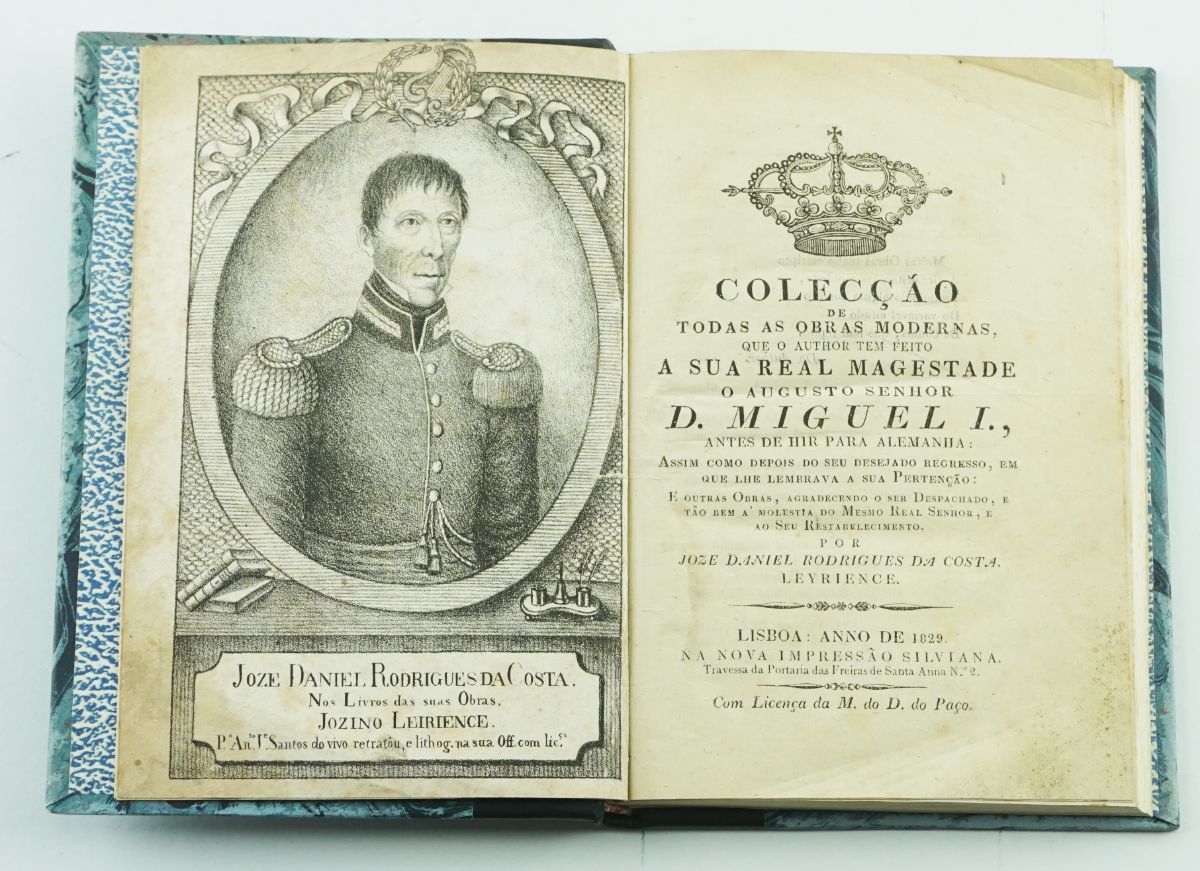 JOZE DANIEL RODRIGUES DA COSTA.
Nos Livros das suas Obras,
JOZINO LEIRIENCE.
P.º An.to J.e Santos do vivo retratou, e lithog. na sua Off. com lic.ça
COLECÇÃO
DE
TODAS AS OBRAS MODERNAS,
QUE O AUTHOR TEM FEITO
A SUA REAL MAGESTADE
O AUGUSTO SENHOR
D. MIGUEL I.,
ANTES DE HIR PARA ALEMANHA:
ASSIM COMO DEPOIS DO SEU DESEJADO REGRESSO, EM
QUE LHE LEMBRAVA A SUA PERTENÇÃO:
E OUTRAS OBRAS, AGRADECENDO O SER DESPACHADO, E
TÃO BEM A' MOLESTIA DO MESMO REAL SENHOR, E
AO SEU RESTABELECIMENTO.
POR
JOZE DANIEL RODRIGUES DA COSTA.
LEYRIENCE.
LISBOA: ANNO DE 1829.
NA NOVA IMPRESSÃO SILVIANA.
Travessa da Portaria das Freiras de Santa Anna N.º 2.
Com Licença da M. do D. do Paço.